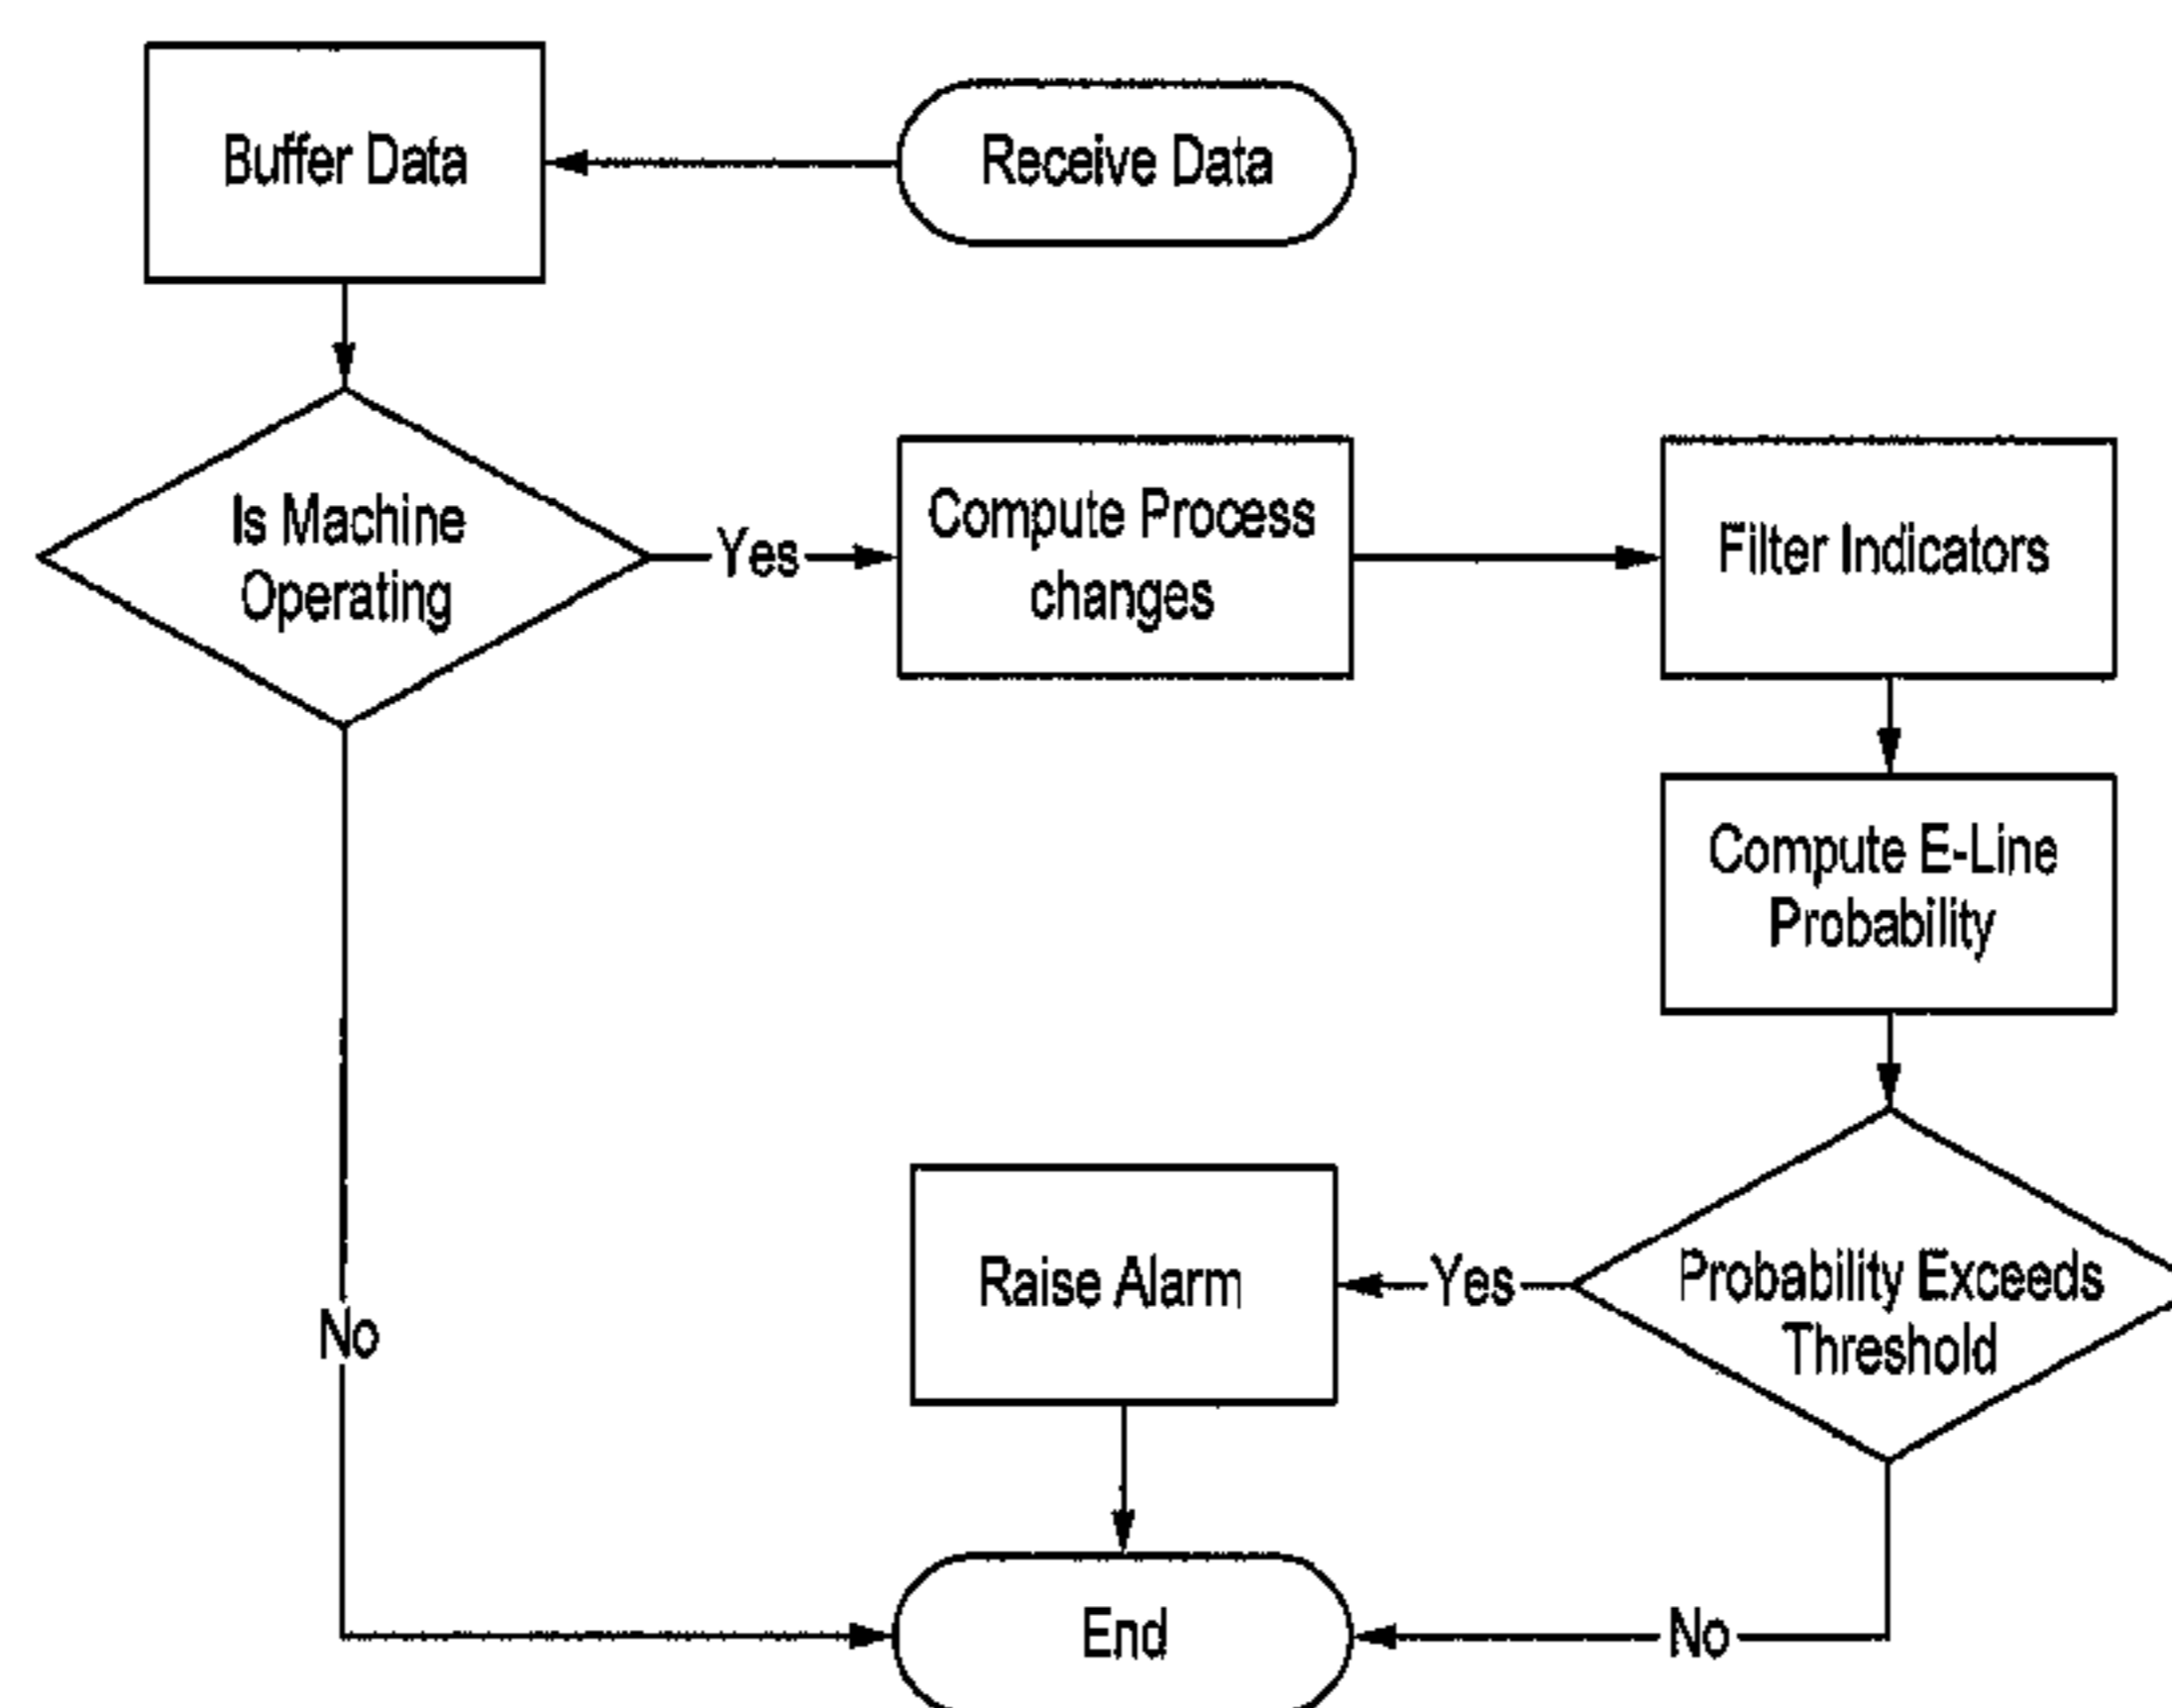 Receive Data
Buffer Data
Is Machine
Operating
Yes
Compute Process
changes
Filter Indicators
Compute E-Line
Probability
Probability Exceeds
Threshold
Yes
Raise Alarm
No
No
End